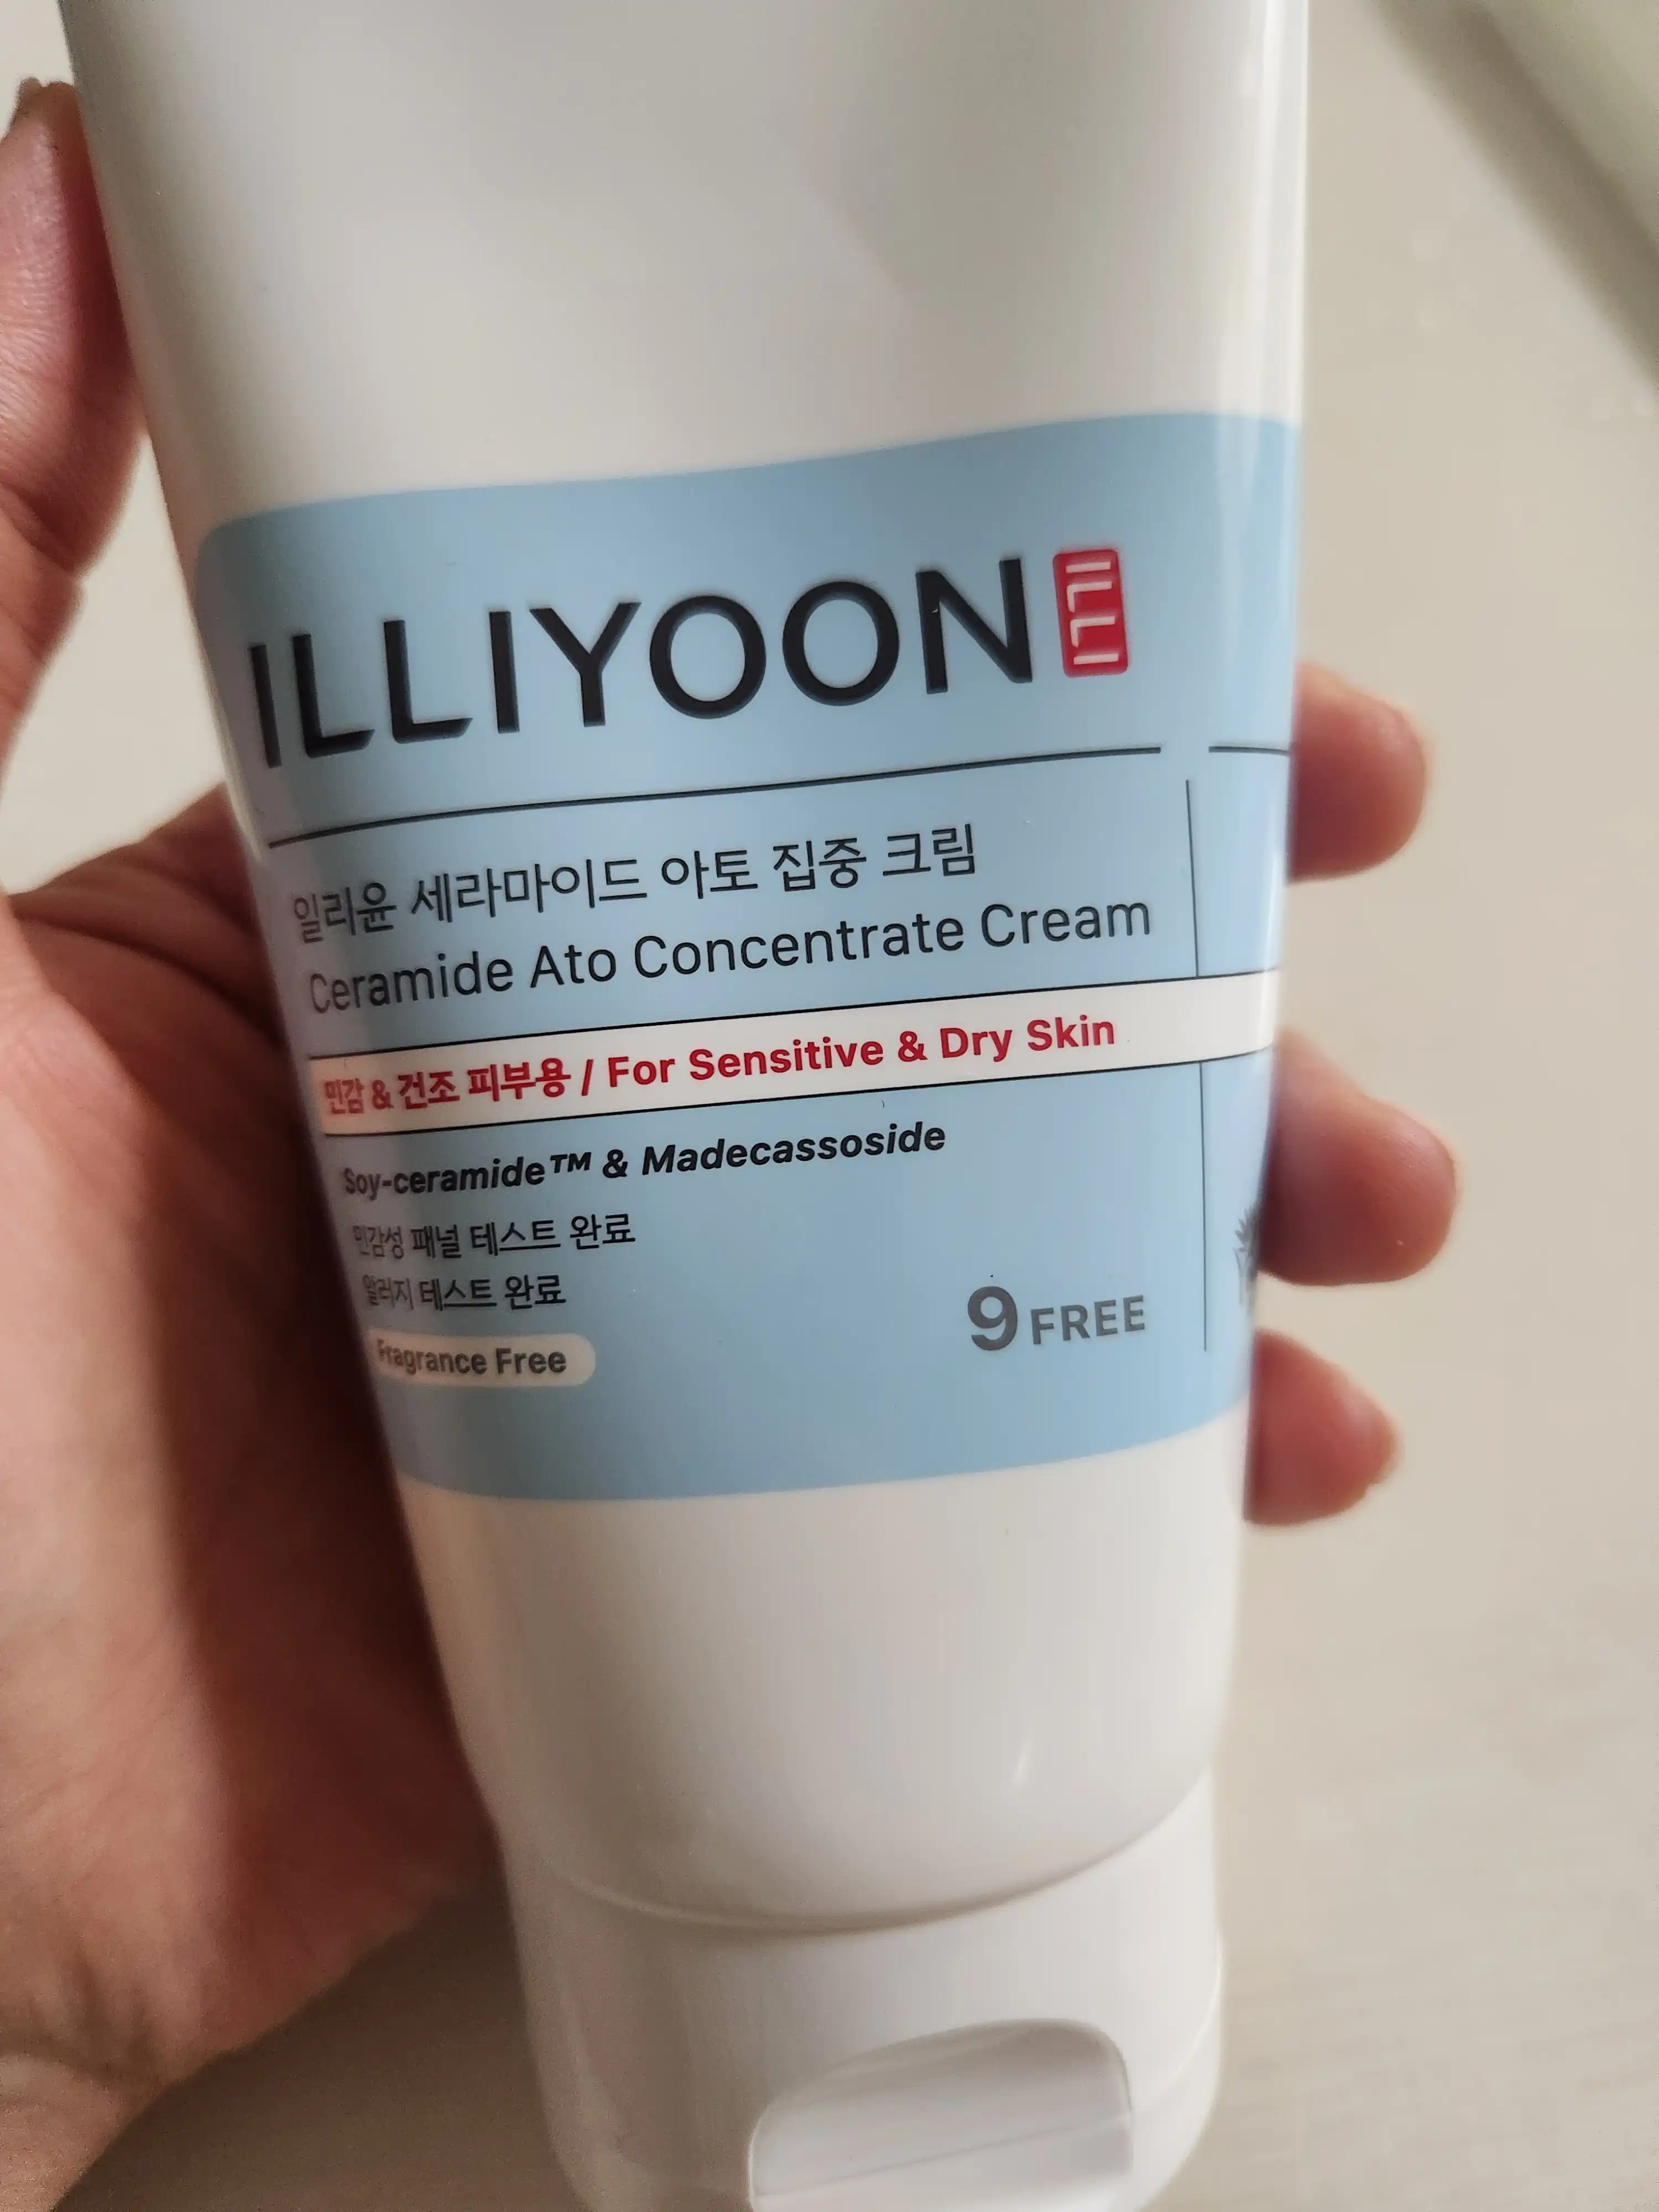 ILLIYOON ILLI
일리윤 세라마이드 아토 집중 크림
Ceramide Ato Concentrate Cream
민감 & 건조 피부용 / For Sensitive & Dry Skin
Soy-ceramide™ & Madecassoside
민감성 패널 테스트 완료
알러지 테스트 완료
Fragrance Free
9 FREE